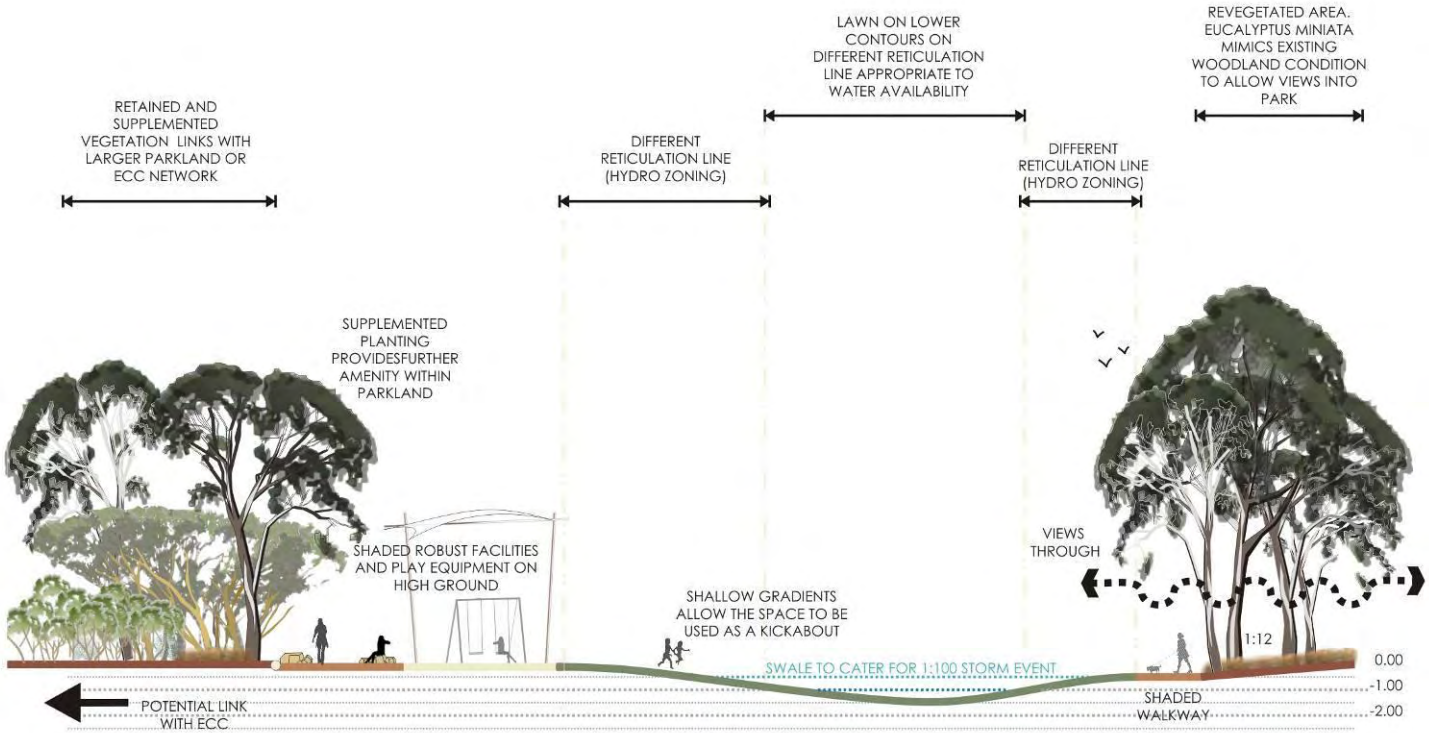 RETAINED AND
SUPPLEMENTED
VEGETATION LINKS WITH
LARGER PARKLAND OR
ECC NETWORK
DIFFERENT
RETICULATION LINE
(HYDRO ZONING)
LAWN ON LOWER
CONTOURS ON
DIFFERENT RETICULATION
LINE APPROPRIATE TO
WATER AVAILABILITY
DIFFERENT
RETICULATION LINE
(HYDRO ZONING)
REVEGETATED AREA.
EUCALYPTUS MINIATA
MIMICS EXISTING
WOODLAND CONDITION
TO ALLOW VIEWS INTO
PARK
SUPPLEMENTED
PLANTING
PROVIDESFURTHER
AMENITY WITHIN
PARKLAND
SHADED ROBUST FACILITIES
AND PLAY EQUIPMENT ON
HIGH GROUND
SHALLOW GRADIENTS
ALLOW THE SPACE TO BE
USED AS A KICKABOUT
VIEWS
THROUGH
1:12
SWALE TO CATER FOR 1:100 STORM EVENT
0.00
-1.00
-2.00
POTENTIAL LINK
WITH ECC
SHADED
WALKWAY